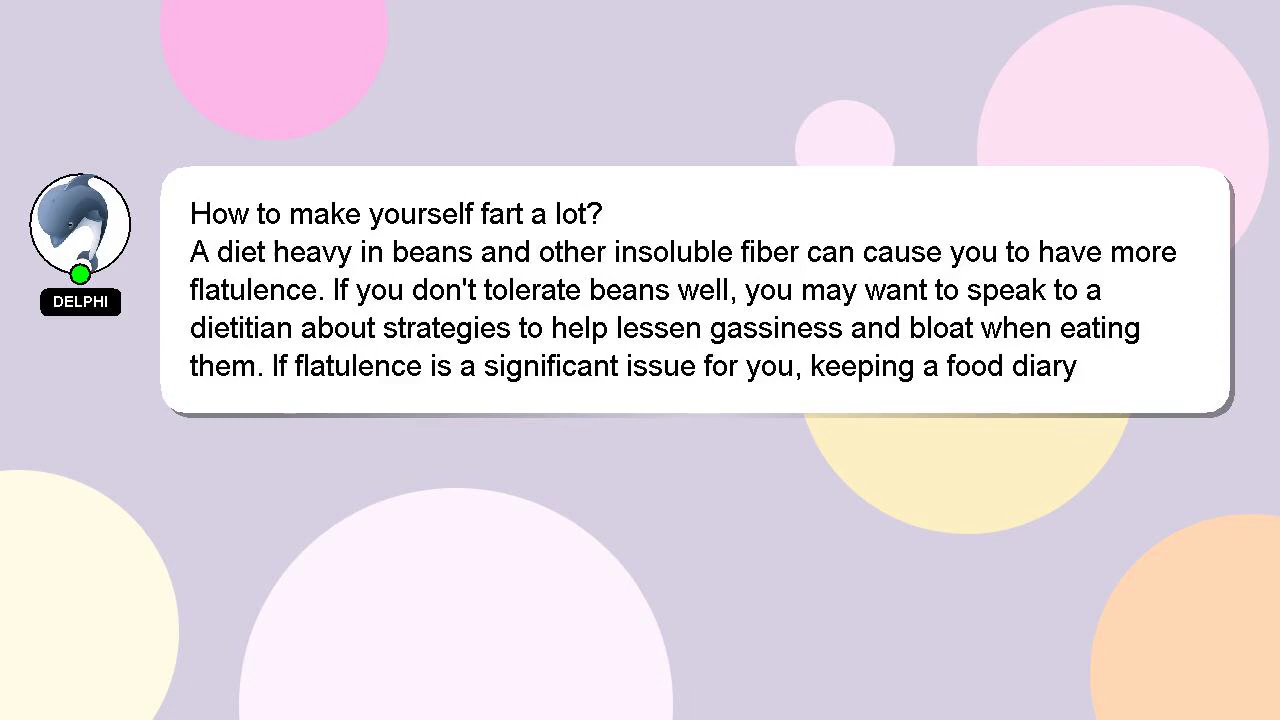 How to make yourself fart a lot?
A diet heavy in beans and other insoluble fiber can cause you to have more
flatulence. If you don't tolerate beans well, you may want to speak to a
dietitian about strategies to help lessen gassiness and bloat when eating
them. If flatulence is a significant issue for you, keeping a food diary
DELPHI